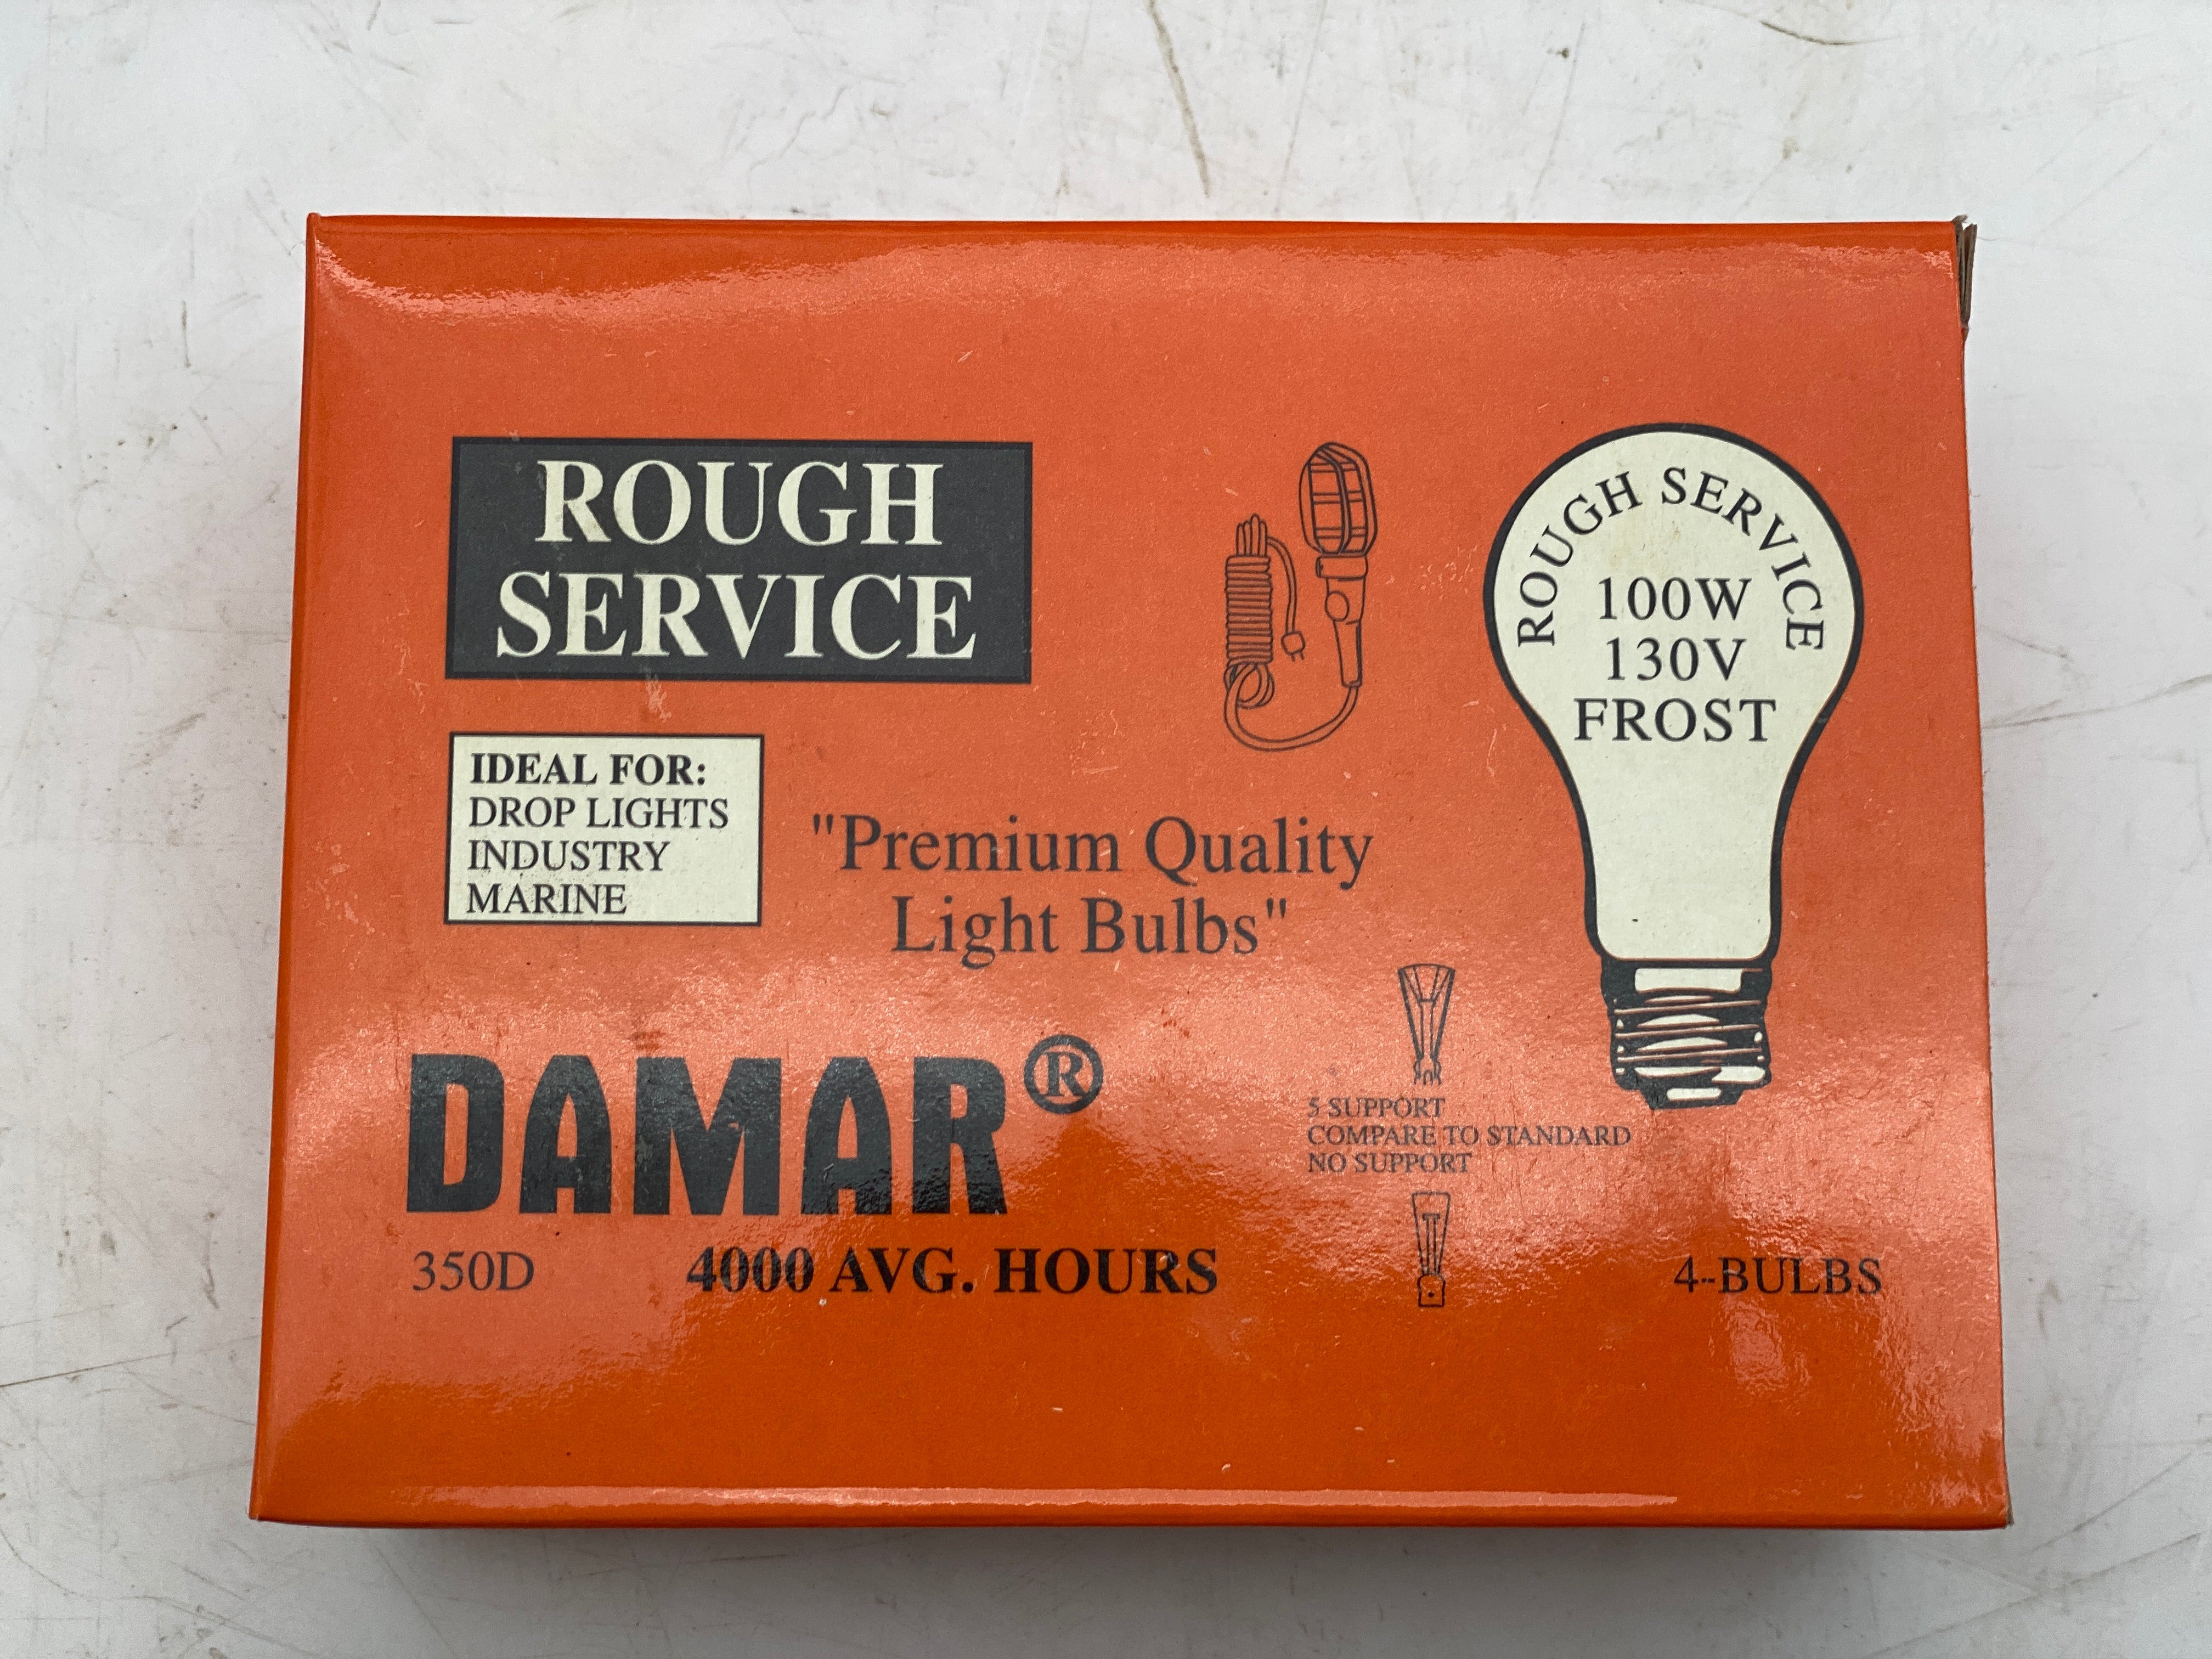 ROUGH
SERVICE
IDEAL FOR:
DROP LIGHTS
INDUSTRY
MARINE
"Premium Quality
Light Bulbs"
ROUGH SERVICE
100W
130V
FROST
DAMAR®
5 SUPPORT
COMPARE TO STANDARD
NO SUPPORT
350D
4000 AVG. HOURS
4-BULBS